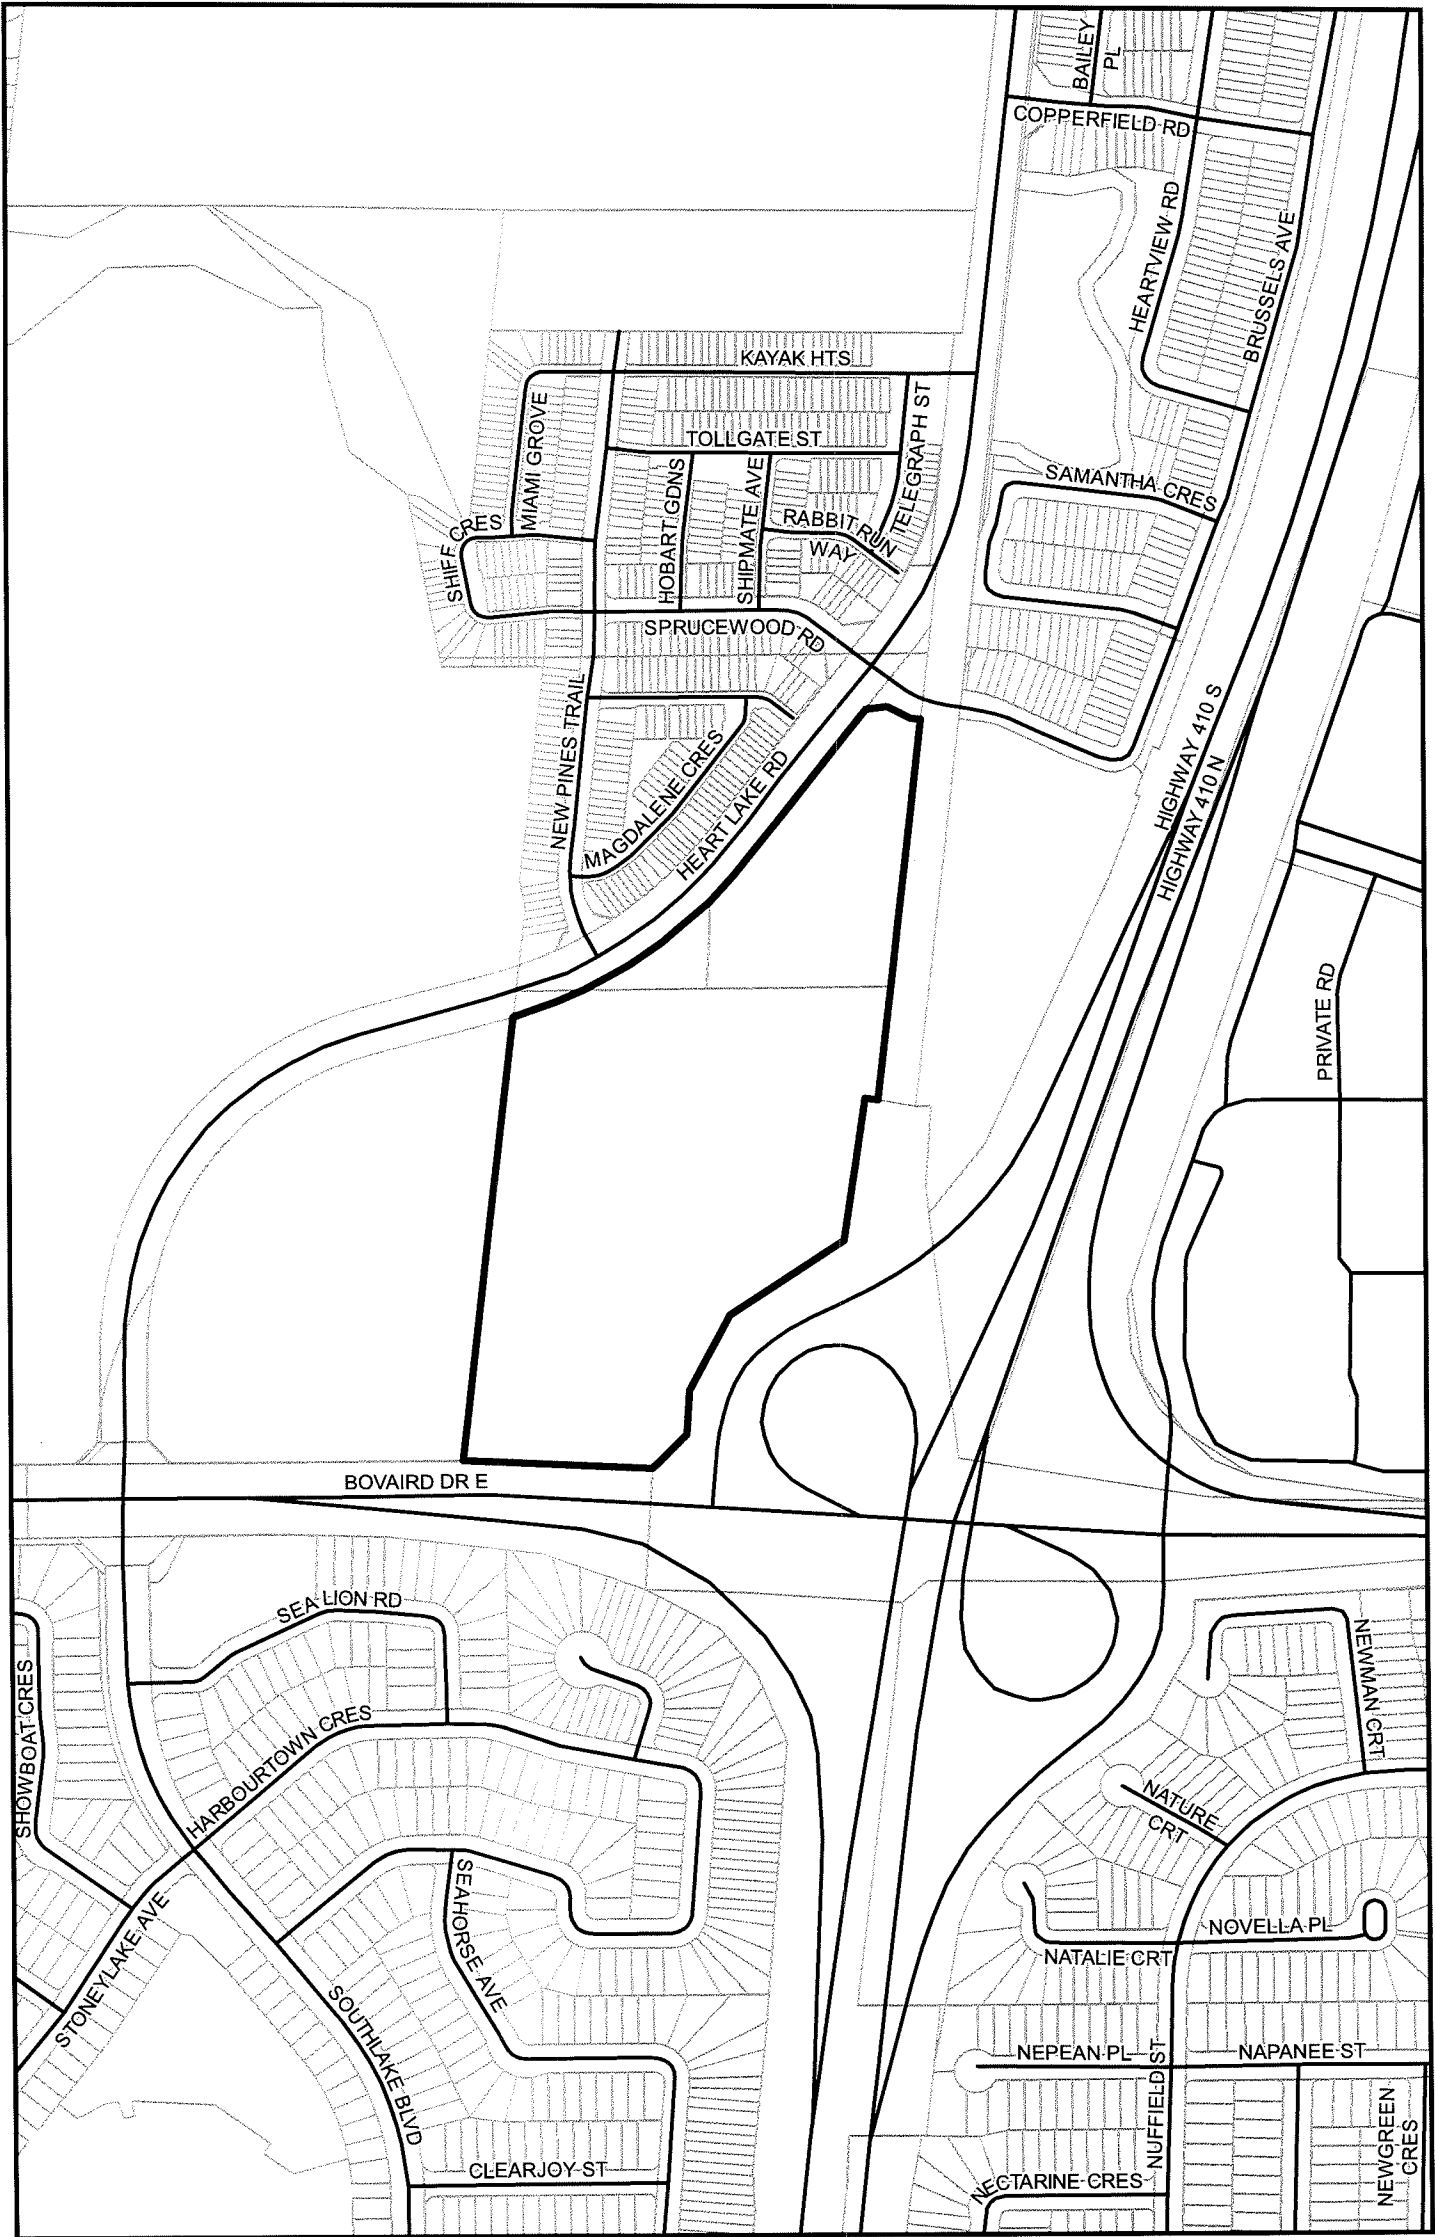 BAILEY
PL
COPPERFIELD RD
HEARTVIEW RD
BRUSSELS AVE
KAYAK HTS
MIAMI GROVE
TOLLGATE ST
TELEGRAPH ST
HOBART GDNS
SHIPMATE AVE
RABBIT RUN
WAY
SAMANTHA CRES
SHIFF CRES
SPRUCEWOOD RD
NEW PINES TRAIL
MAGDALENE CRES
HEART LAKE RD
HIGHWAY 410 S
HIGHWAY 410 N
PRIVATE RD
BOVAIRD DR E
SEA LION RD
SHOWBOAT CRES
HARBOURTOWN CRES
NEWMAN CRT
NATURE
CRT
STONEYLAKE AVE
SEAHORSE AVE
NOVELLA PL
NATALIE CRT
SOUTHLAKE BLVD
NEPEAN PL
NAPANEE ST
NUFFIELD ST
NEWGREEN
CRES
CLEARJOY ST
NECTARINE CRES